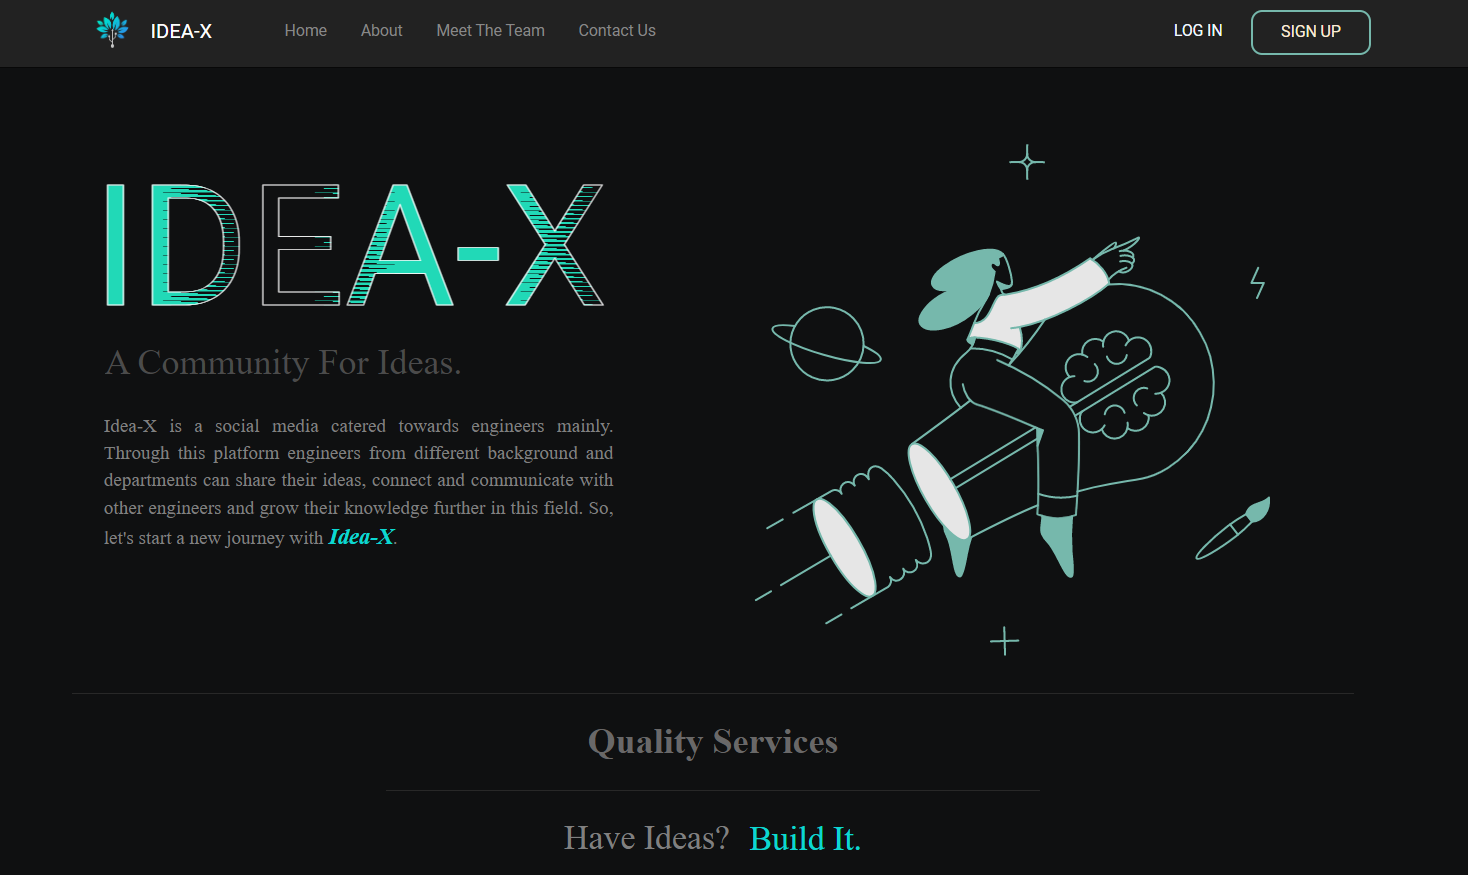 IDEA-X
Home
About
Meet The Team
Contact Us
LOG IN
SIGN UP
IDEA-X
A Community For Ideas.
Idea-X is a social media catered towards engineers mainly.
Through this platform engineers from different background and
departments can share their ideas, connect and communicate with
other engineers and grow their knowledge further in this field. So,
let's start a new journey with Idea-X.
Quality Services
Have Ideas? Build It.